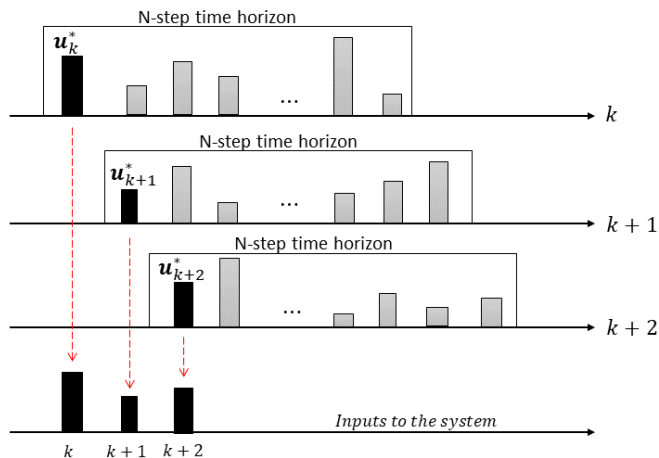 N-step time horizon
𝒖*ₖ
...
k
N-step time horizon
𝒖*ₖ₊₁
...
k + 1
N-step time horizon
𝒖*ₖ₊₂
...
k + 2
Inputs to the system
k k + 1 k + 2